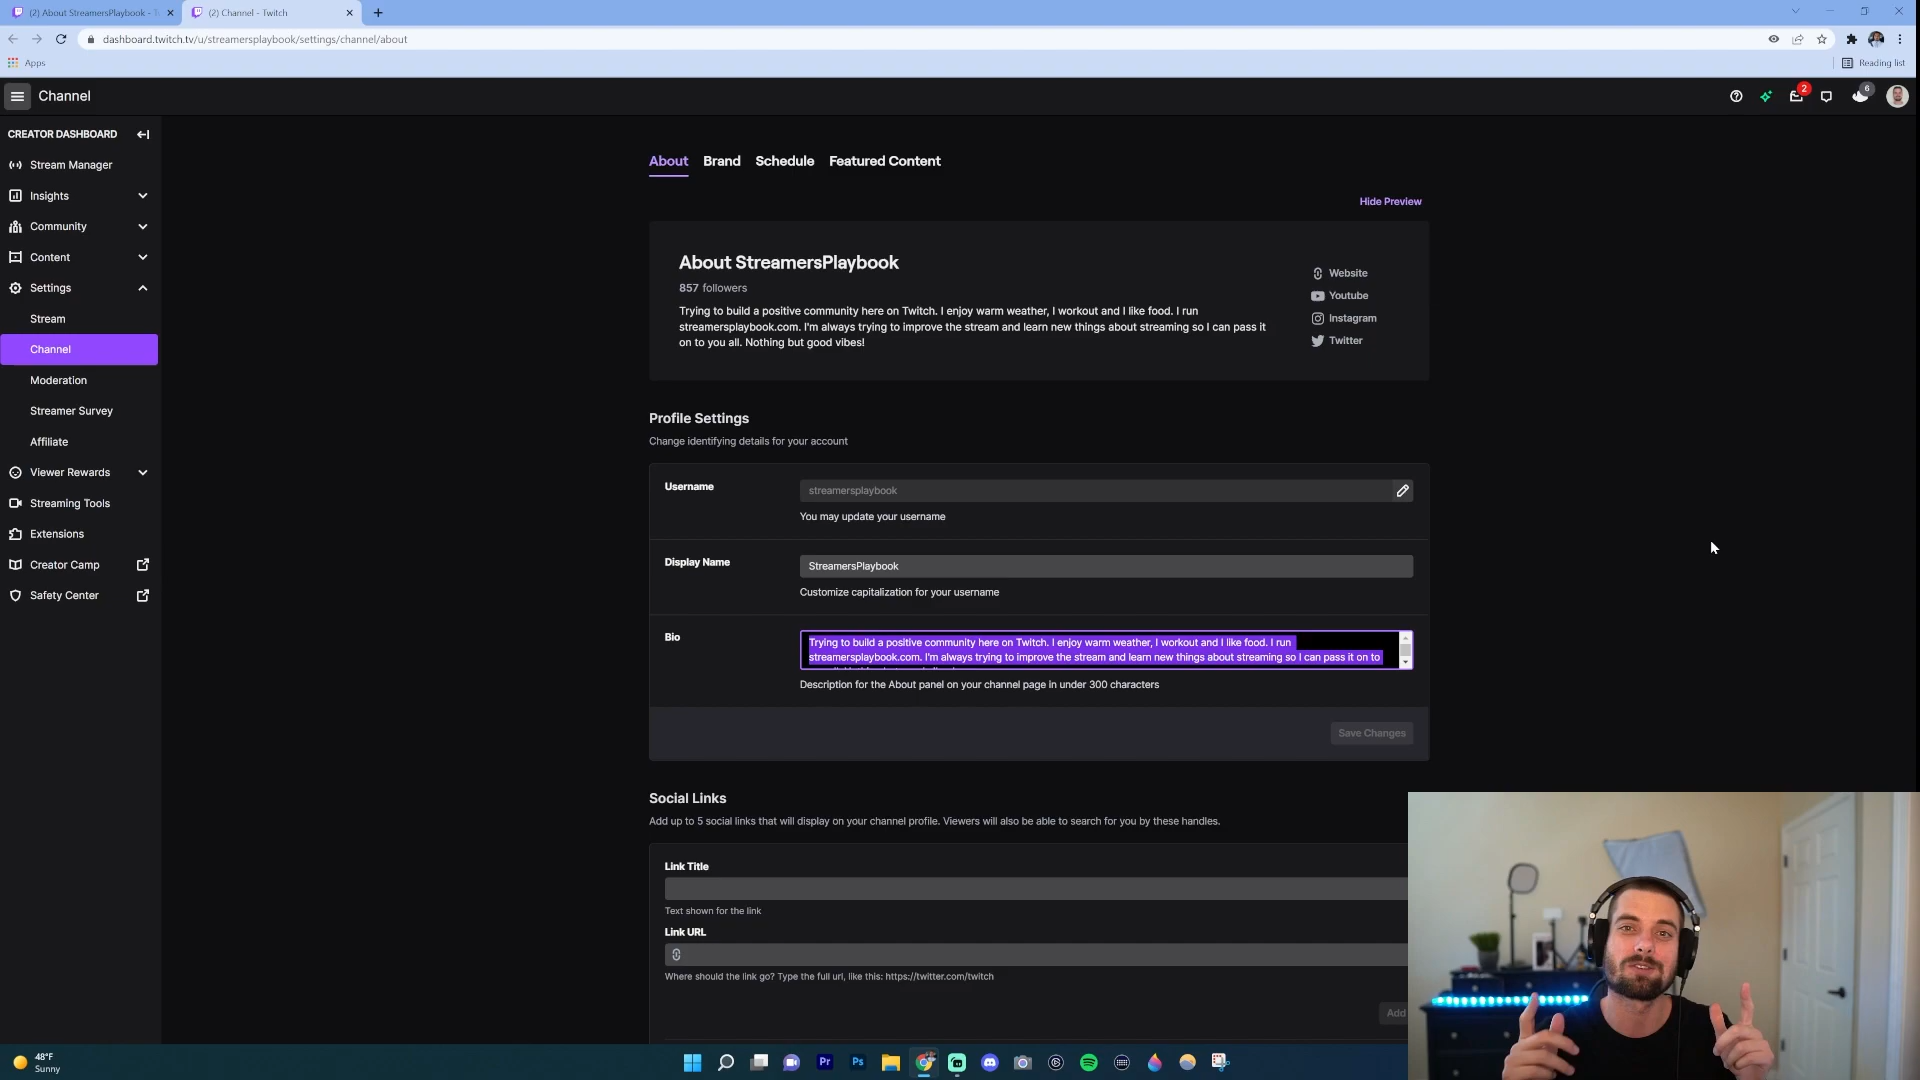 (2) About StreamersPlaybook - T
(2) Channel - Twitch
dashboard.twitch.tv/u/streamersplaybook/settings/channel/about
Apps
Reading list
Channel
2
6
CREATOR DASHBOARD
Stream Manager
Insights
Community
Content
Settings
Stream
Channel
Moderation
Streamer Survey
Affiliate
Viewer Rewards
Streaming Tools
Extensions
Creator Camp
Safety Center
About Brand Schedule Featured Content
Hide Preview
About StreamersPlaybook
857 followers
Trying to build a positive community here on Twitch. I enjoy warm weather, I workout and I like food. I run
streamersplaybook.com. I'm always trying to improve the stream and learn new things about streaming so I can pass it
on to you all. Nothing but good vibes!
Website
Youtube
Instagram
Twitter
Profile Settings
Change identifying details for your account
Username
streamersplaybook
You may update your username
Display Name
StreamersPlaybook
Customize capitalization for your username
Bio
Trying to build a positive community here on Twitch. I enjoy warm weather, I workout and I like food. I run
streamersplaybook.com. I'm always trying to improve the stream and learn new things about streaming so I can pass it on to
Description for the About panel on your channel page in under 300 characters
Save Changes
Social Links
Add up to 5 social links that will display on your channel profile. Viewers will also be able to search for you by these handles.
Link Title
Text shown for the link
Link URL
Where should the link go? Type the full url, like this: https://twitter.com/twitch
Add
48°F
Sunny
Pr
Ps